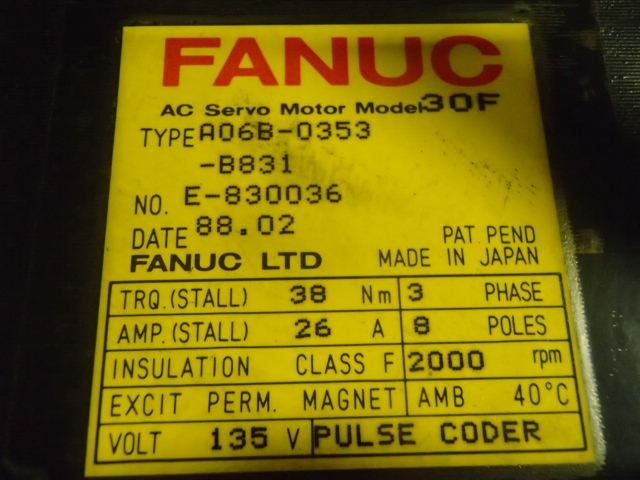 FANUC
AC Servo Motor Model 30F
TYPE A06B-0353
-B831
NO. E-830036
DATE 88.02
PAT. PEND
FANUC LTD MADE IN JAPAN
TRQ.(STALL) 38 Nm 3 PHASE
AMP.(STALL) 26 A 8 POLES
INSULATION CLASS F 2000 rpm
EXCIT PERM. MAGNET AMB 40°C
VOLT 135 V PULSE CODER